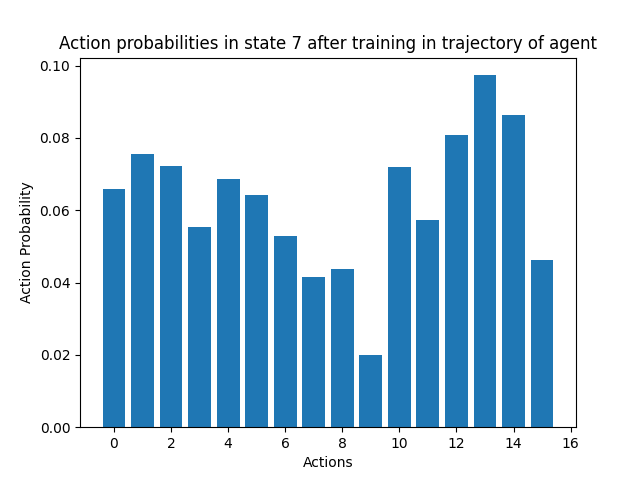 Action probabilities in state 7 after training in trajectory of agent
0.10
0.08
0.06
0.04
0.02
0.00
Action Probability
0 2 4 6 8 10 12 14 16
Actions